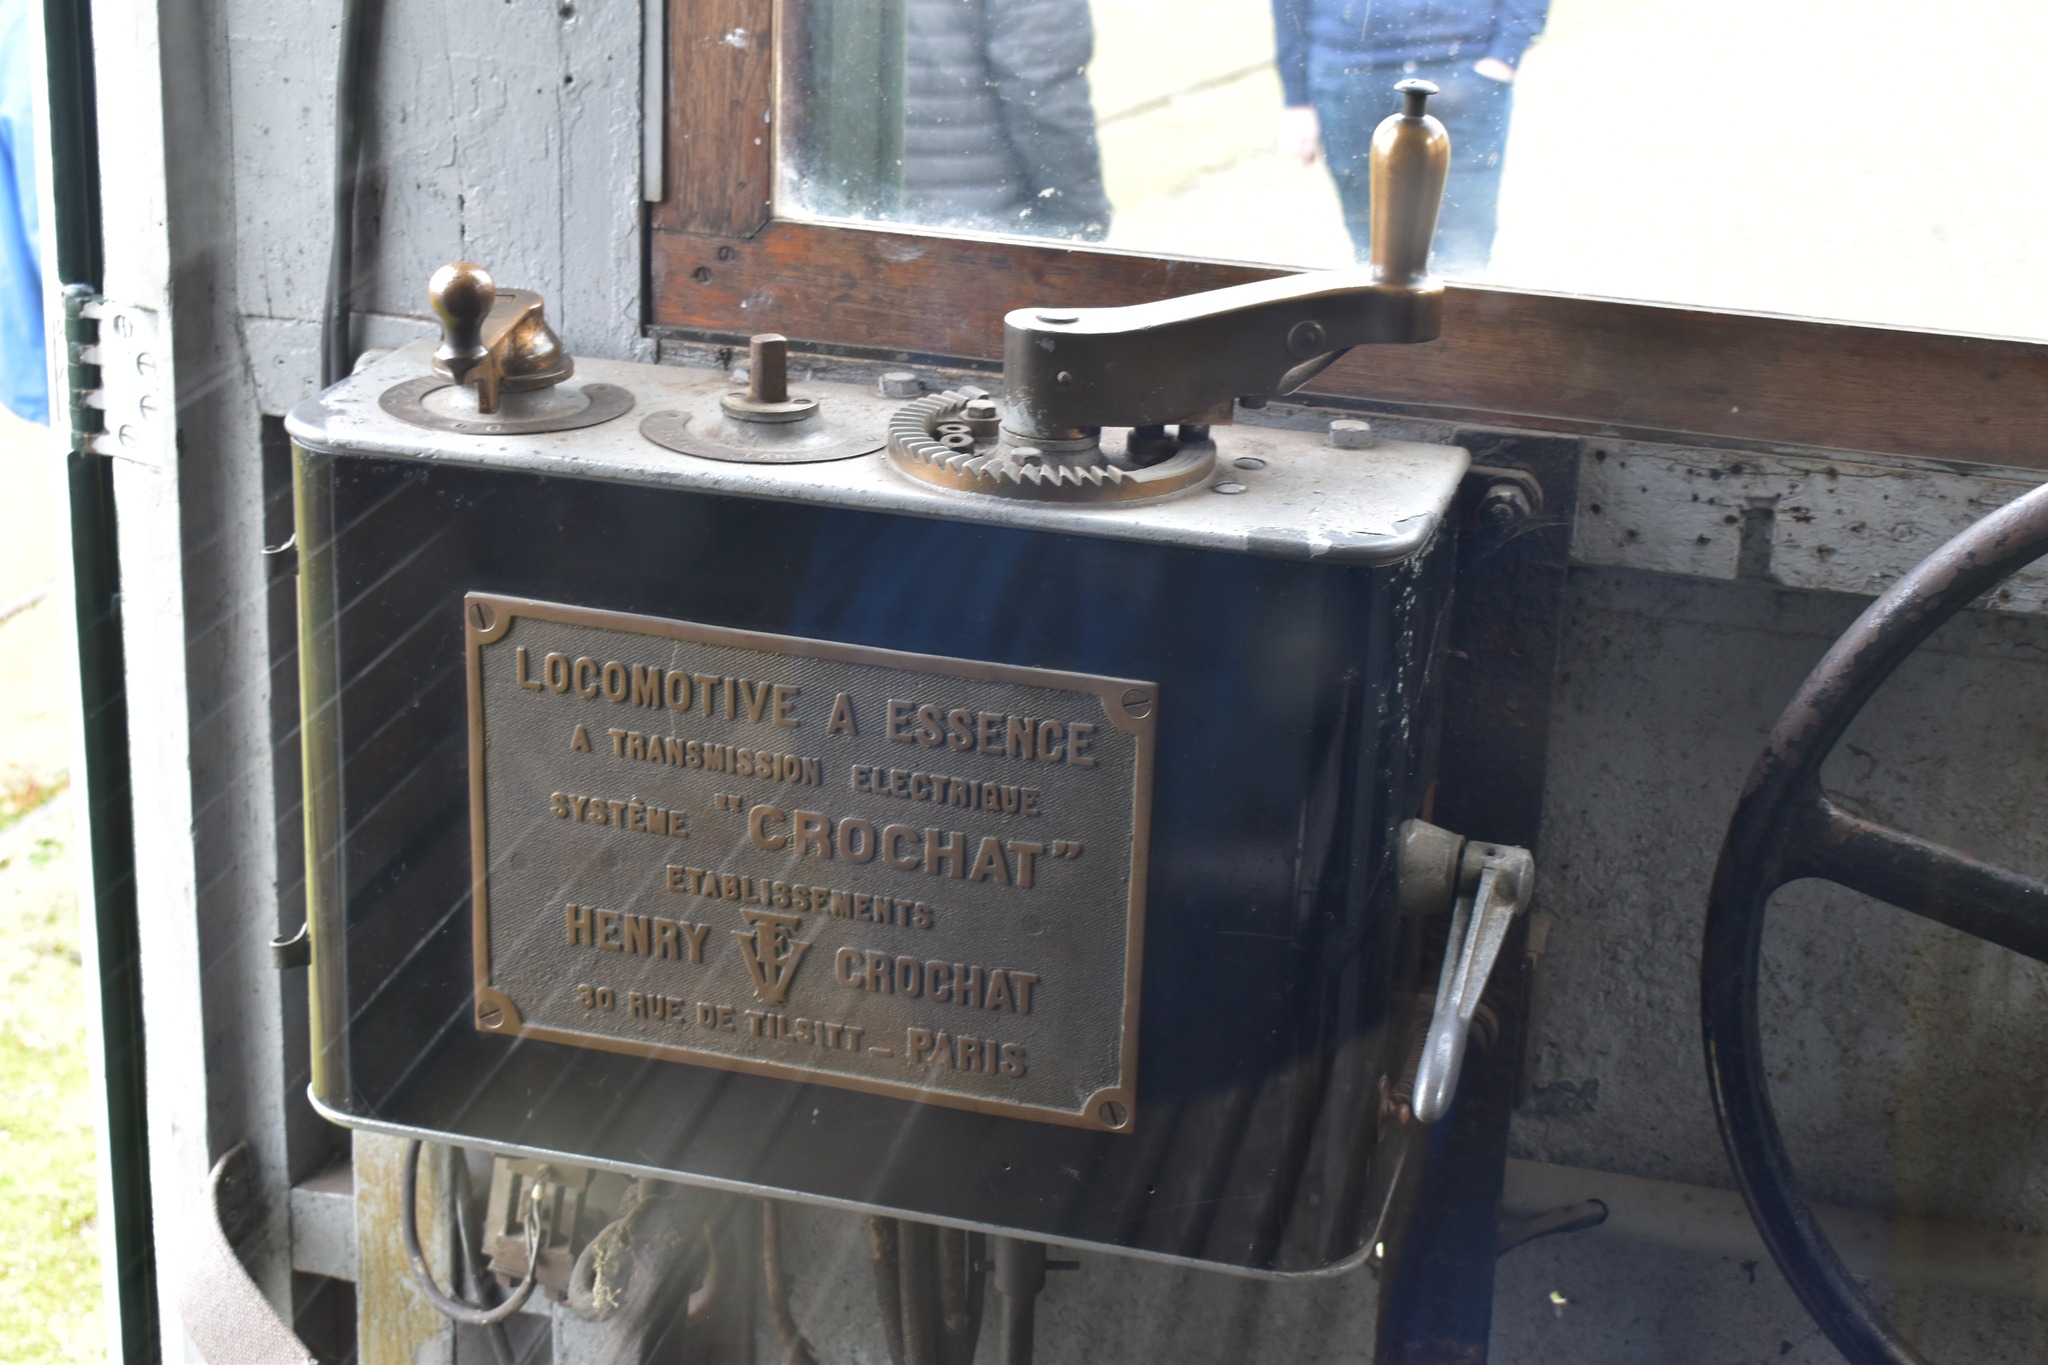 LOCOMOTIVE A ESSENCE
A TRANSMISSION ELECTRIQUE
SYSTÈME "CROCHAT"
ETABLISSEMENTS
HENRY CROCHAT
30 RUE DE TILSITT _ PARIS